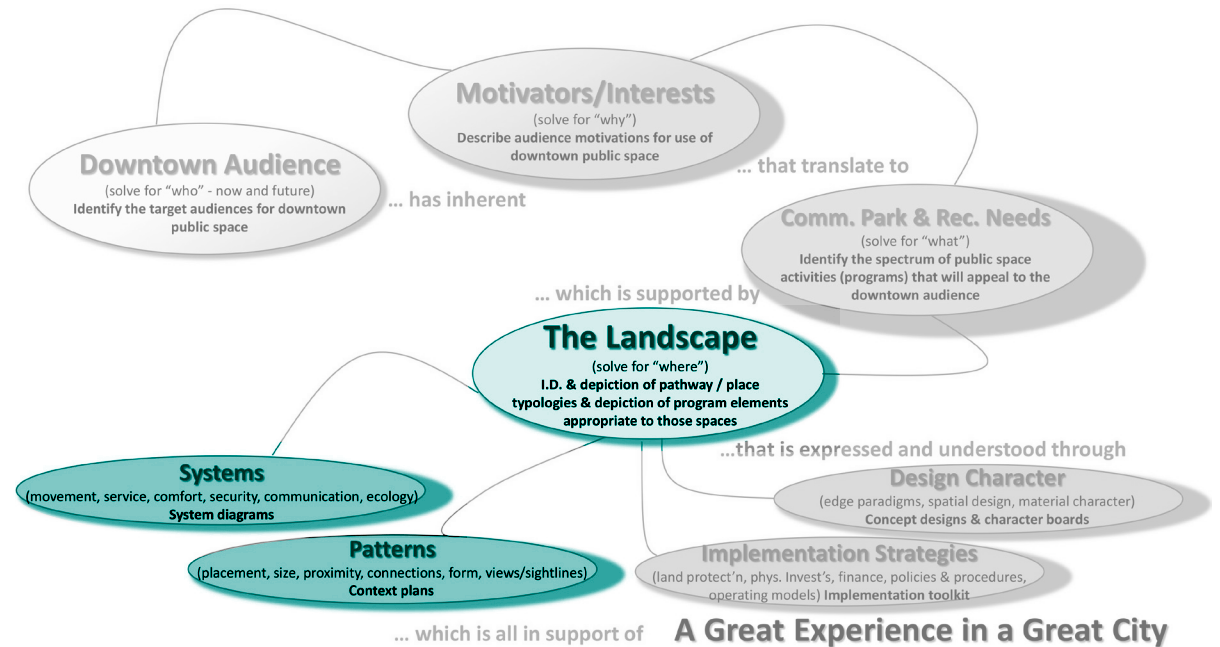 Motivators/Interests
(solve for “why”)
Describe audience motivations for use of
downtown public space
Downtown Audience
(solve for “who” - now and future)
Identify the target audiences for downtown
public space
... has inherent
... that translate to
Comm. Park & Rec. Needs
(solve for “what”)
Identify the spectrum of public space
activities (programs) that will appeal to the
downtown audience
... which is supported by
The Landscape
(solve for “where”)
I.D. & depiction of pathway / place
typologies & depiction of program elements
appropriate to those spaces
...that is expressed and understood through
Systems
(movement, service, comfort, security, communication, ecology)
System diagrams
Design Character
(edge paradigms, spatial design, material character)
Concept designs & character boards
Patterns
(placement, size, proximity, connections, form, views/sightlines)
Context plans
Implementation Strategies
(land protect’n, phys. Invest’s, finance, policies & procedures,
operating models) Implementation toolkit
... which is all in support of
A Great Experience in a Great City